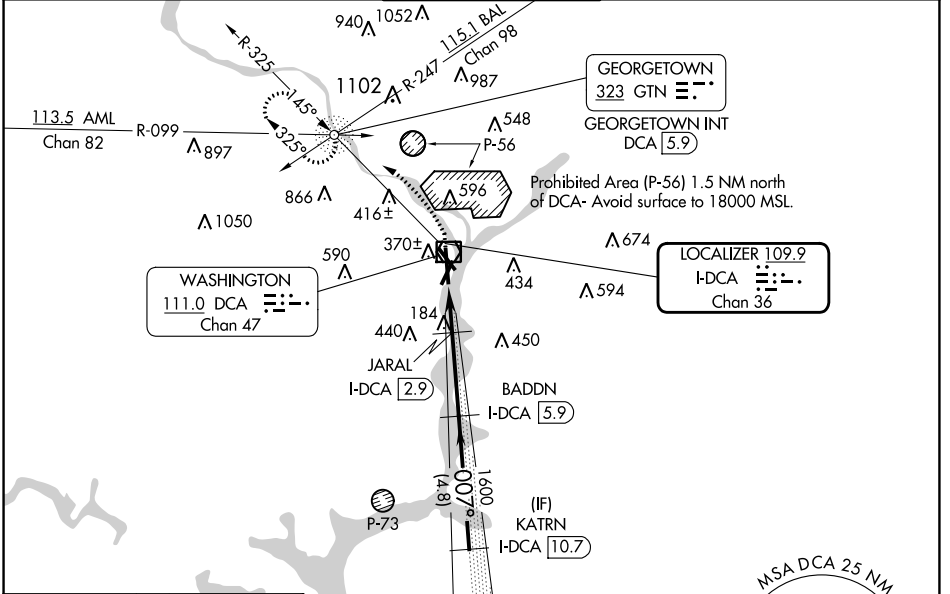 940
1052
115.1 BAL
Chan 98
R-325
R-247
987
1102
GEORGETOWN
323 GTN
145°
325°
113.5 AML
R-099
Chan 82
548
P-56
GEORGETOWN INT
DCA 5.9
897
Prohibited Area (P-56) 1.5 NM north
of DCA- Avoid surface to 18000 MSL.
866
596
416±
1050
370±
674
590
434
LOCALIZER 109.9
I-DCA
Chan 36
WASHINGTON
111.0 DCA
Chan 47
594
184
440
450
JARAL
I-DCA 2.9
BADDN
I-DCA 5.9
1600
007°
(4.8)
P-73
(IF)
KATRN
I-DCA 10.7
MSA DCA 25 NM